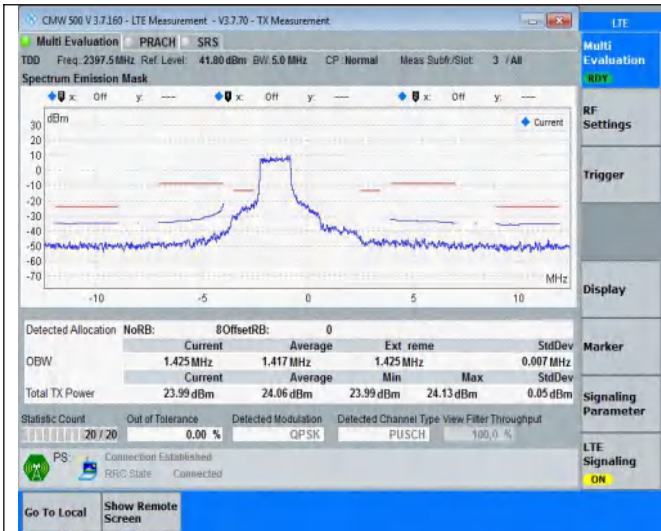 CMW 500 V 3.7.160 - LTE Measurement - V3.7.70 - TX Measurement
LTE
Multi Evaluation PRACH SRS
Multi Evaluation
RDY
TDD Freq.: 2397.5 MHz Ref. Level: 41.80 dBm BW: 5.0 MHz CP: Normal Meas Subfr./Slot: 3 / All
Spectrum Emission Mask
x: Off y: --- x: Off y: --- x: Off y: ---
dBm
Current
30
20
10
0
-10
-20
-30
-40
-50
-60
-70
MHz
-10 -5 0 5 10
RF Settings
Trigger
Display
Marker
Signaling Parameter
LTE Signaling
ON
Detected Allocation NoRB: 8OffsetRB: 0
Current Average Ext reme StdDev
OBW 1.425 MHz 1.417 MHz 1.425 MHz 0.007 MHz
Current Average Min Max StdDev
Total TX Power 23.99 dBm 24.06 dBm 23.99 dBm 24.13 dBm 0.05 dBm
Statistic Count Out of Tolerance Detected Modulation Detected Channel Type View Filter Throughput
20 / 20 0.00 % QPSK PUSCH 100,0 %
PS: Connection Established
RRC State Connected
Go To Local
Show Remote Screen